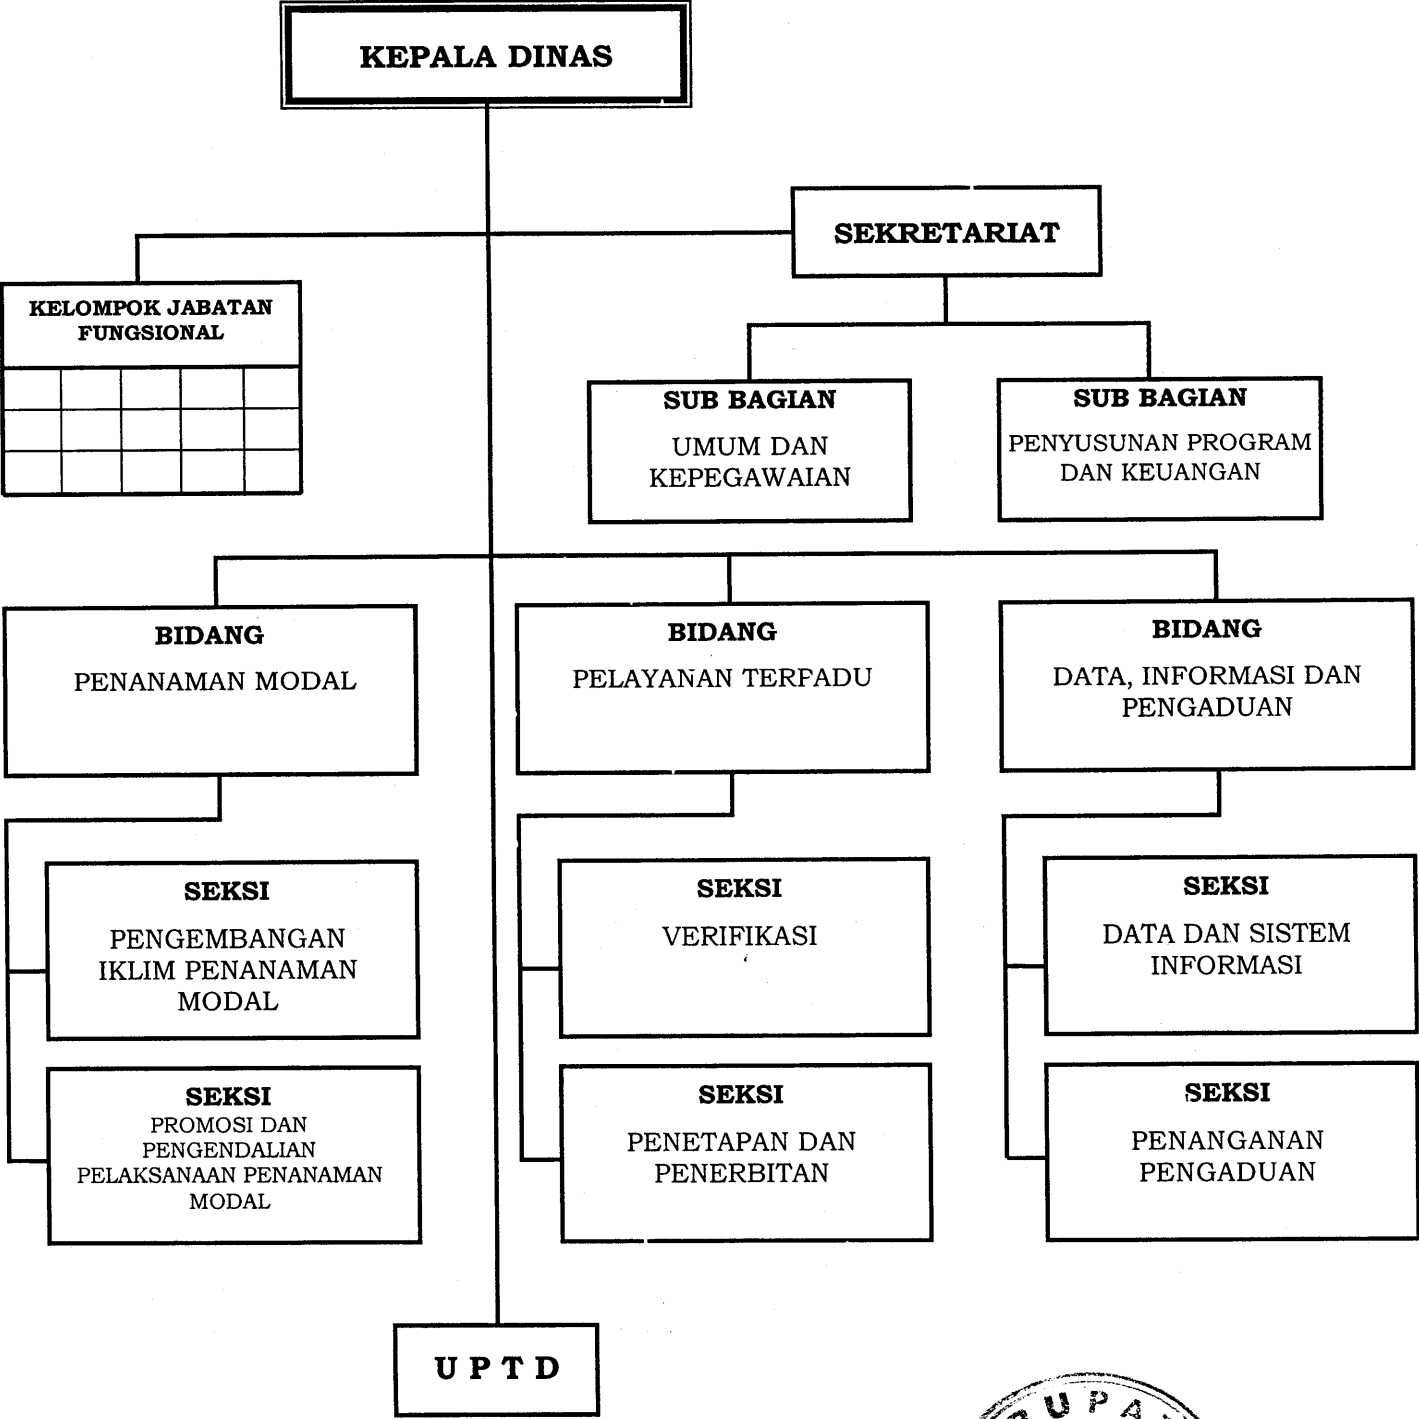 KEPALA DINAS
SEKRETARIAT
KELOMPOK JABATAN
FUNGSIONAL
SUB BAGIAN
UMUM DAN
KEPEGAWAIAN
SUB BAGIAN
PENYUSUNAN PROGRAM
DAN KEUANGAN
BIDANG
PENANAMAN MODAL
BIDANG
PELAYANAN TERPADU
BIDANG
DATA, INFORMASI DAN
PENGADUAN
SEKSI
PENGEMBANGAN
IKLIM PENANAMAN
MODAL
SEKSI
VERIFIKASI
SEKSI
DATA DAN SISTEM
INFORMASI
SEKSI
PROMOSI DAN
PENGENDALIAN
PELAKSANAAN PENANAMAN
MODAL
SEKSI
PENETAPAN DAN
PENERBITAN
SEKSI
PENANGANAN
PENGADUAN
U P T D